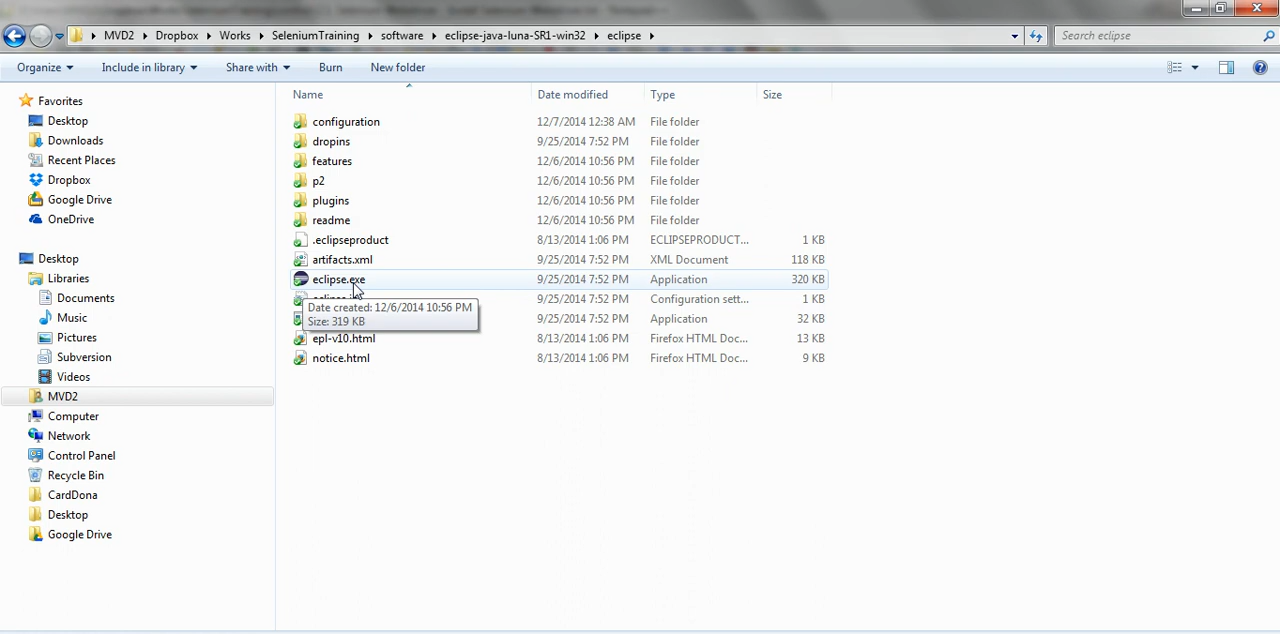 MVD2 Dropbox Works SeleniumTraining software eclipse-java-luna-SR1-win32 eclipse
Search eclipse
Organize Include in library Share with Burn New folder
Name Date modified Type Size
Favorites
Desktop
Downloads
Recent Places
Dropbox
Google Drive
OneDrive
Desktop
Libraries
Documents
Music
Pictures
Subversion
Videos
MVD2
Computer
Network
Control Panel
Recycle Bin
CardDona
Desktop
Google Drive
configuration 12/7/2014 12:38 AM File folder
dropins 9/25/2014 7:52 PM File folder
features 12/6/2014 10:56 PM File folder
p2 12/6/2014 10:56 PM File folder
plugins 12/6/2014 10:56 PM File folder
readme 12/6/2014 10:56 PM File folder
.eclipseproduct 8/13/2014 1:06 PM ECLIPSEPRODUCT... 1 KB
artifacts.xml 9/25/2014 7:52 PM XML Document 118 KB
eclipse.exe 9/25/2014 7:52 PM Application 320 KB
9/25/2014 7:52 PM Configuration sett... 1 KB
Date created: 12/6/2014 10:56 PM
Size: 319 KB
9/25/2014 7:52 PM Application 32 KB
epl-v10.html 8/13/2014 1:06 PM Firefox HTML Doc... 13 KB
notice.html 8/13/2014 1:06 PM Firefox HTML Doc... 9 KB